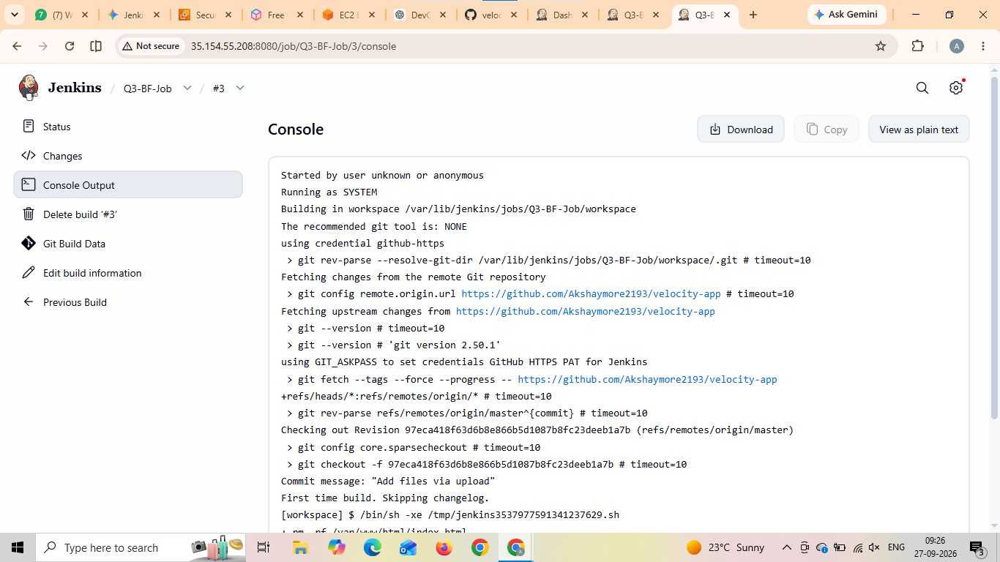 7
(7) W
Jenki
Secu
Free
EC2 I
DevC
veloc
Dash
Q3-B
Q3-B
Ask Gemini
Not secure
35.154.55.208:8080/job/Q3-BF-Job/3/console
A
Jenkins / Q3-BF-Job / #3
Status
Changes
Console Output
Delete build ‘#3’
Git Build Data
Edit build information
Previous Build
Console
Download
Copy
View as plain text
Started by user unknown or anonymous
Running as SYSTEM
Building in workspace /var/lib/jenkins/jobs/Q3-BF-Job/workspace
The recommended git tool is: NONE
using credential github-https
> git rev-parse --resolve-git-dir /var/lib/jenkins/jobs/Q3-BF-Job/workspace/.git # timeout=10
Fetching changes from the remote Git repository
> git config remote.origin.url https://github.com/Akshaymore2193/velocity-app # timeout=10
Fetching upstream changes from https://github.com/Akshaymore2193/velocity-app
> git --version # timeout=10
> git --version # 'git version 2.50.1'
using GIT_ASKPASS to set credentials GitHub HTTPS PAT for Jenkins
> git fetch --tags --force --progress -- https://github.com/Akshaymore2193/velocity-app
+refs/heads/*:refs/remotes/origin/* # timeout=10
> git rev-parse refs/remotes/origin/master^{commit} # timeout=10
Checking out Revision 97eca418f63d6b8e866b5d1087b8fc23deeb1a7b (refs/remotes/origin/master)
> git config core.sparsecheckout # timeout=10
> git checkout -f 97eca418f63d6b8e866b5d1087b8fc23deeb1a7b # timeout=10
Commit message: "Add files via upload"
First time build. Skipping changelog.
[workspace] $ /bin/sh -xe /tmp/jenkins3537977591341237629.sh
+ rm -rf /var/www/html/index.html
Type here to search
23°C Sunny
ENG
09:26
27-09-2026
3